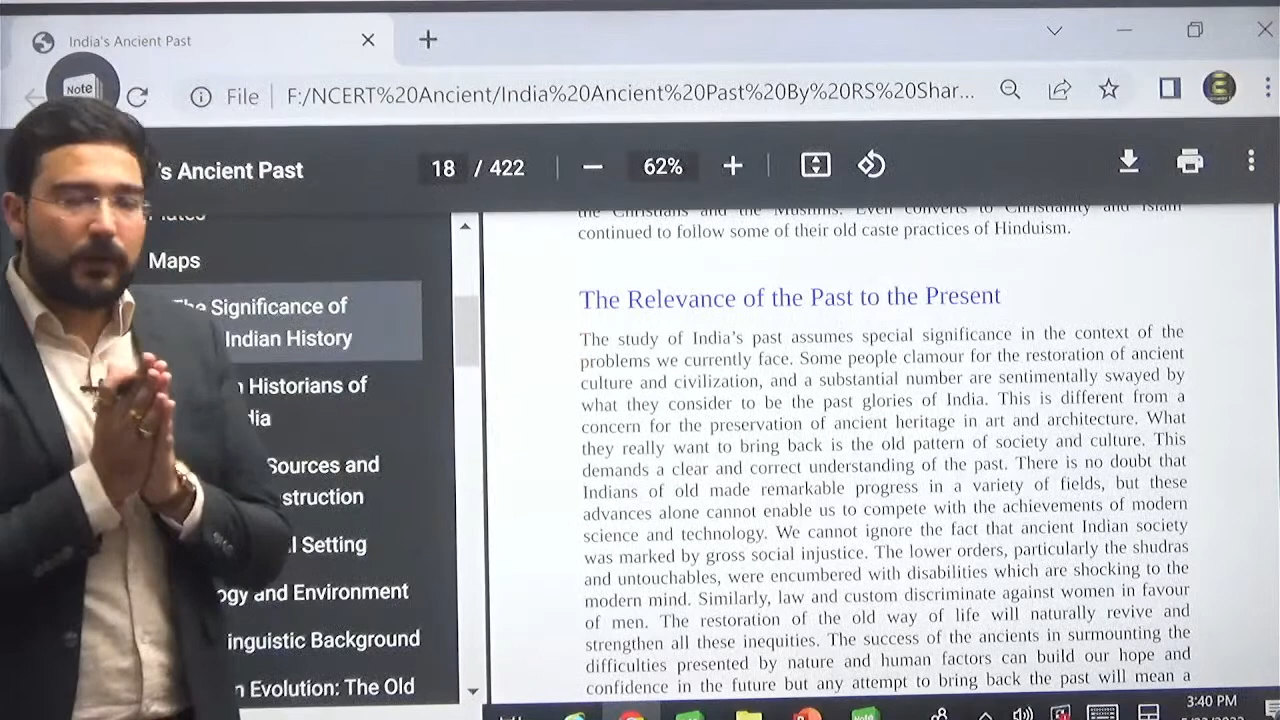 India's Ancient Past
Note
File
F:/NCERT%20Ancient/India%20Ancient%20Past%20By%20RS%20Shar...
's Ancient Past
18 / 422
62%
Maps
The Significance of
Indian History
Historians of
Sources and
struction
Setting
and Environment
inguistic Background
Evolution: The Old
the Christians and the Muslims. Even converts to Christianity and Islam
continued to follow some of their old caste practices of Hinduism.
The Relevance of the Past to the Present
The study of India's past assumes special significance in the context of the
problems we currently face. Some people clamour for the restoration of ancient
culture and civilization, and a substantial number are sentimentally swayed by
what they consider to be the past glories of India. This is different from a
concern for the preservation of ancient heritage in art and architecture. What
they really want to bring back is the old pattern of society and culture. This
demands a clear and correct understanding of the past. There is no doubt that
Indians of old made remarkable progress in a variety of fields, but these
advances alone cannot enable us to compete with the achievements of modern
science and technology. We cannot ignore the fact that ancient Indian society
was marked by gross social injustice. The lower orders, particularly the shudras
and untouchables, were encumbered with disabilities which are shocking to the
modern mind. Similarly, law and custom discriminate against women in favour
of men. The restoration of the old way of life will naturally revive and
strengthen all these inequities. The success of the ancients in surmounting the
difficulties presented by nature and human factors can build our hope and
confidence in the future but any attempt to bring back the past will mean a
3:40 PM